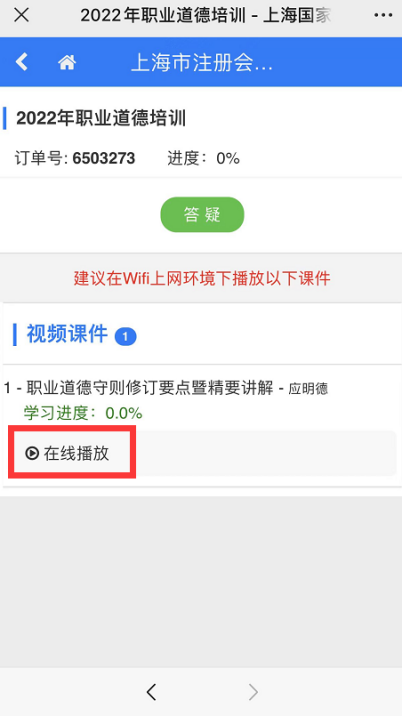 2022年职业道德培训 - 上海国家
上海市注册会...
2022年职业道德培训
订单号: 6503273 进度：0%
答 疑
建议在Wifi上网环境下播放以下课件
视频课件 1
1 - 职业道德守则修订要点暨精要讲解 - 应明德
学习进度：0.0%
在线播放